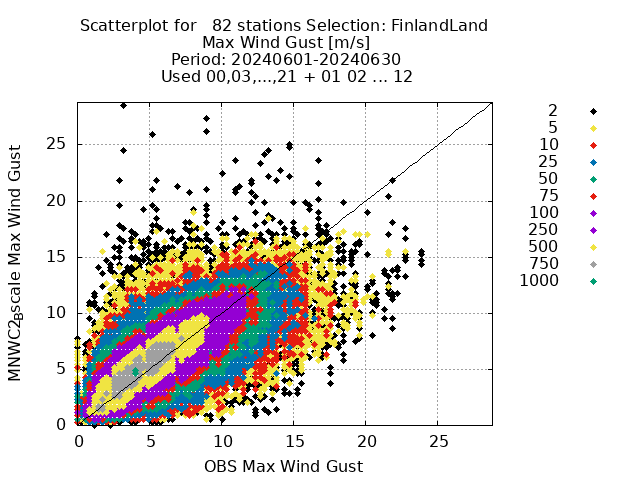 Scatterplot for   82 stations Selection: FinlandLand
Max Wind Gust [m/s]
Period: 20240601-20240630
Used 00,03,...,21 + 01 02 ... 12
2
5
10
25
50
75
100
250
500
750
1000
25
20
15
10
5
0
MNWC2.5scale Max Wind Gust
0 5 10 15 20 25
OBS Max Wind Gust